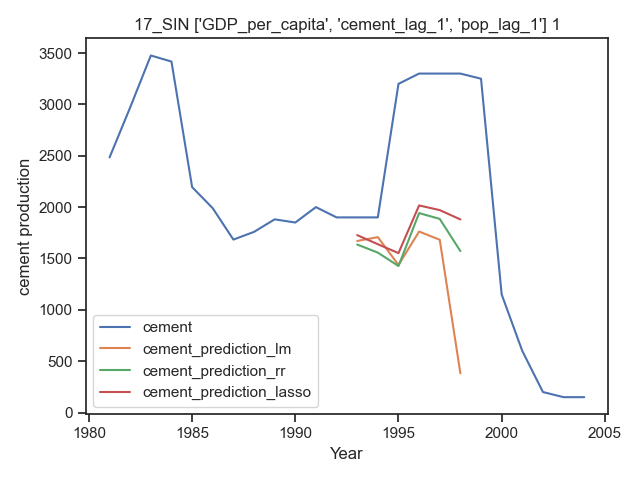 17_SIN ['GDP_per_capita', 'cement_lag_1', 'pop_lag_1'] 1
3500
3000
2500
2000
1500
1000
500
0
cement production
cement
cement_prediction_lm
cement_prediction_rr
cement_prediction_lasso
1980 1985 1990 1995 2000 2005
Year